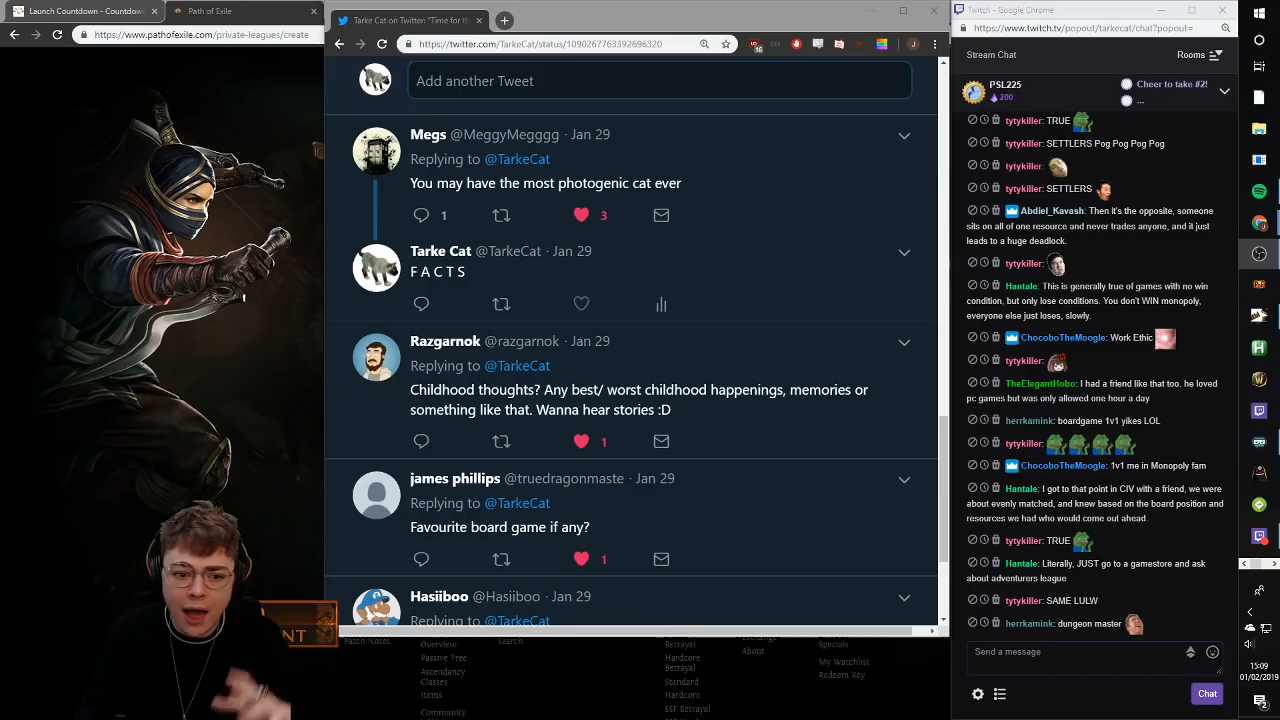 Launch Countdown - Countdown
Path of Exile
https://www.pathofexile.com/private-leagues/create
Tarke Cat on Twitter: "Time for th
https://twitter.com/TarkeCat/status/1090267763392696320
16
Add another Tweet
Megs @MeggyMegggg · Jan 29
Replying to @TarkeCat
You may have the most photogenic cat ever
1 3
Tarke Cat @TarkeCat · Jan 29
F A C T S
Razgarnok @razgarnok · Jan 29
Replying to @TarkeCat
Childhood thoughts? Any best/ worst childhood happenings, memories or
something like that. Wanna hear stories :D
1
james phillips @truedragonmaste · Jan 29
Replying to @TarkeCat
Favourite board game if any?
1
Hasiiboo @Hasiiboo · Jan 29
Replying to @TarkeCat
NT
Patch Notes
Overview
Passive Tree
Ascendancy
Classes
Items
Community
Search
Betrayal
Hardcore
Betrayal
Standard
Hardcore
SSF Betrayal
Exchange
About
Specials
My Watchlist
Redeem Key
Twitch - Google Chrome
https://www.twitch.tv/popout/tarkecat/chat?popout=
Stream Chat
Rooms
PSL225
200
Cheer to take #2!
...
tytykiller: TRUE
tytykiller: SETTLERS Pog Pog Pog Pog
tytykiller:
tytykiller: SETTLERS
Abdiel_Kavash: Then it's the opposite, someone
sits on all of one resource and never trades anyone, and it just
leads to a huge deadlock.
tytykiller:
Hantale: This is generally true of games with no win
condition, but only lose conditions. You don't WIN monopoly,
everyone else just loses, slowly.
ChocoboTheMoogle: Work Ethic
tytykiller:
TheElegantHobo: I had a friend like that too. he loved
pc games but was only allowed one hour a day
herrkamink: boardgame 1v1 yikes LOL
tytykiller:
ChocoboTheMoogle: 1v1 me in Monopoly fam
Hantale: I got to that point in CIV with a friend, we were
about evenly matched, and knew based on the board position and
resources we had who would come out ahead.
tytykiller: TRUE
Hantale: Literally, JUST go to a gamestore and ask
about adventurers league
tytykiller: SAME LULW
herrkamink: dungeon master
Send a message
Chat
15:09
01/02/2019